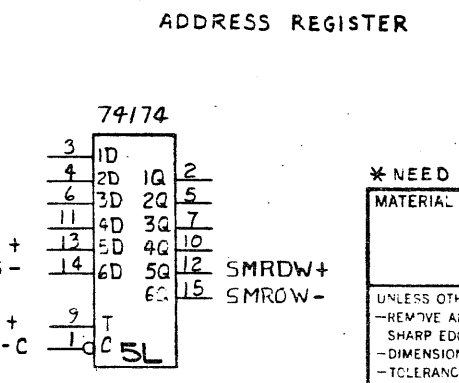 ADDRESS REGISTER
74174
3 1D
4 2D 1Q 2
6 3D 2Q 5
11 4D 3Q 7
+ 13 5D 4Q 10
- 14 6D 5Q 12 SMRDW+
6Q 15 SMRDW-
+ 9 T
-C 1 C 5L
* NEED
MATERIAL
UNLESS OTH
-REMOVE A
SHARP EDG
-DIMENSION
-TOLERANC